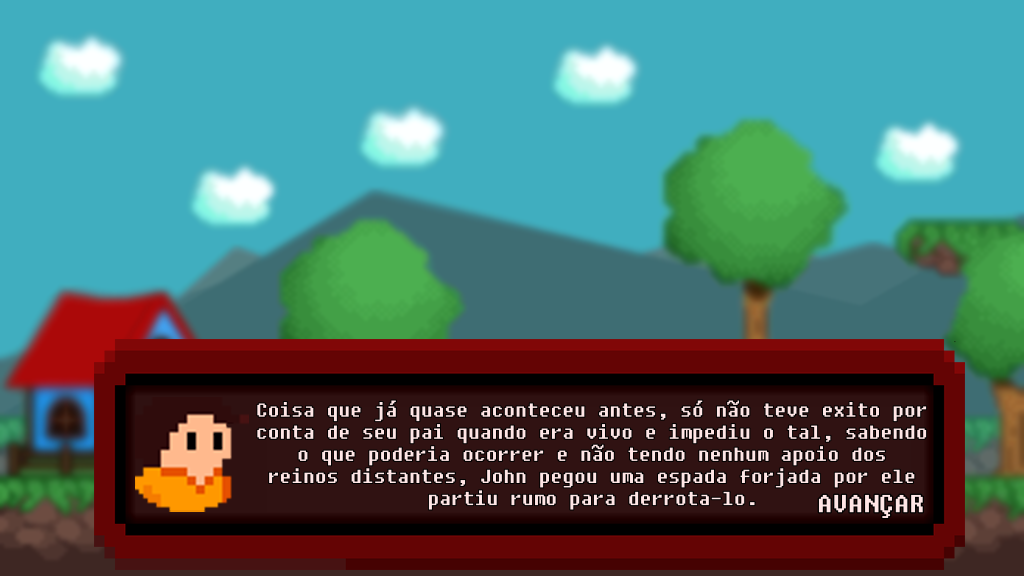 Coisa que já quase aconteceu antes, só não teve exito por
conta de seu pai quando era vivo e impediu o tal, sabendo
o que poderia ocorrer e não tendo nenhum apoio dos
reinos distantes, John pegou uma espada forjada por ele
partiu rumo para derrota-lo.
AVANÇAR